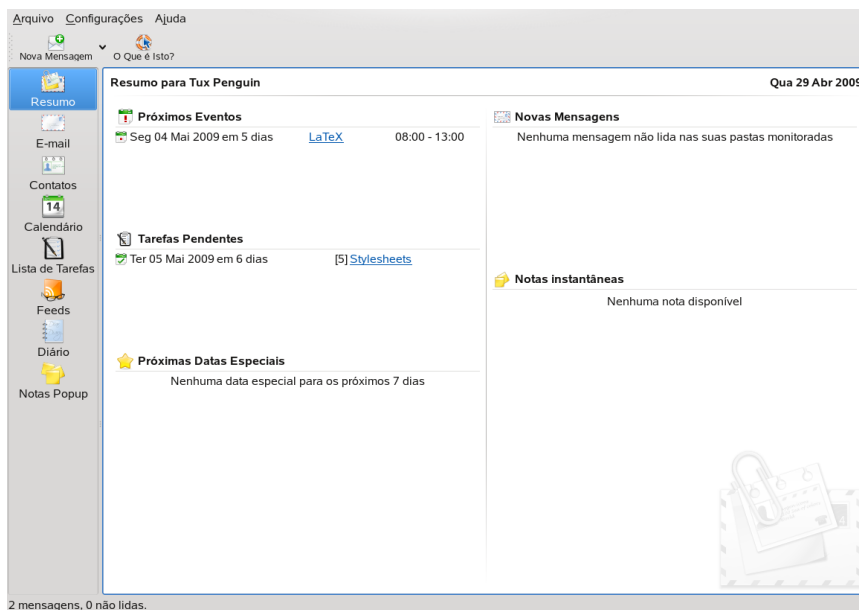 Arquivo Configurações Ajuda
Nova Mensagem O Que é Isto?
Resumo
E-mail
Contatos
14
Calendário
Lista de Tarefas
Feeds
Diário
Notas Popup
Resumo para Tux Penguin Qua 29 Abr 2009
Próximos Eventos
Seg 04 Mai 2009 em 5 dias LaTeX 08:00 - 13:00
Tarefas Pendentes
Ter 05 Mai 2009 em 6 dias [5] Stylesheets
Próximas Datas Especiais
Nenhuma data especial para os próximos 7 dias
Novas Mensagens
Nenhuma mensagem não lida nas suas pastas monitoradas
Notas instantâneas
Nenhuma nota disponível
2 mensagens, 0 não lidas.